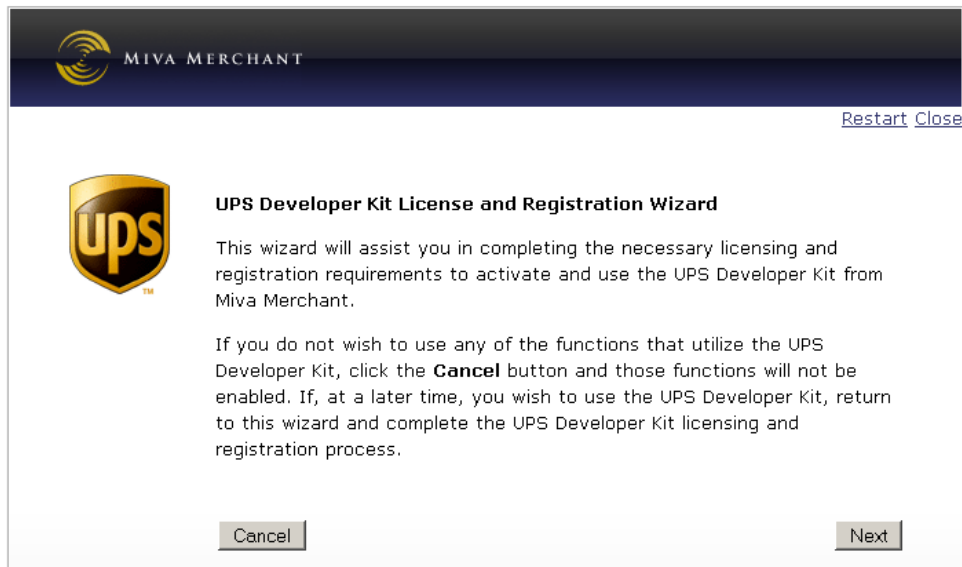 MIVA MERCHANT
Restart Close
ups
TM
UPS Developer Kit License and Registration Wizard
This wizard will assist you in completing the necessary licensing and
registration requirements to activate and use the UPS Developer Kit from
Miva Merchant.
If you do not wish to use any of the functions that utilize the UPS
Developer Kit, click the Cancel button and those functions will not be
enabled. If, at a later time, you wish to use the UPS Developer Kit, return
to this wizard and complete the UPS Developer Kit licensing and
registration process.
Cancel Next